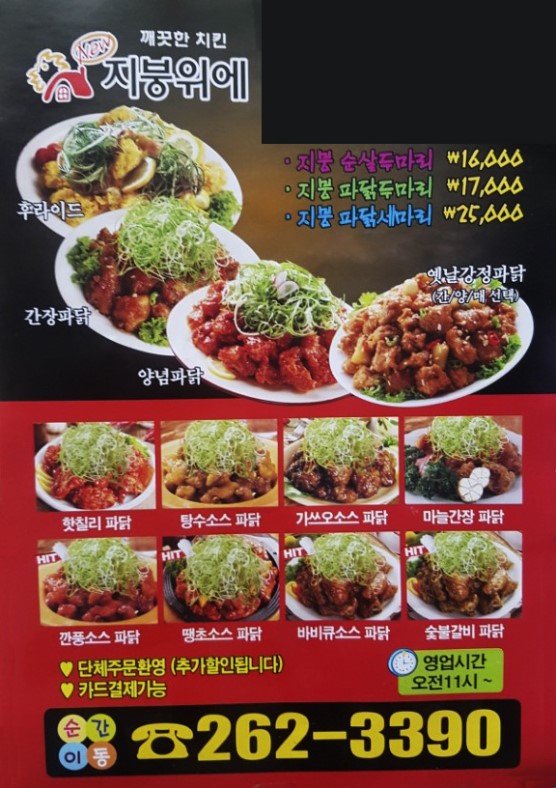 깨끗한 치킨
New
지붕위에
· 지붕 순살두마리 ₩16,000
· 지붕 파닭두마리 ₩17,000
· 지붕 파닭세마리 ₩25,000
후라이드
옛날강정파닭
(간/양/매 선택)
간장파닭
양념파닭
핫칠리 파닭
탕수소스 파닭
가쓰오소스 파닭
마늘간장 파닭
HIT
HIT
HIT
HIT
깐풍소스 파닭
땡초소스 파닭
바비큐소스 파닭
숯불갈비 파닭
♥ 단체주문환영 (추가할인됩니다)
♥ 카드결제가능
영업시간
오전11시 ~
순간
이동
☎262-3390